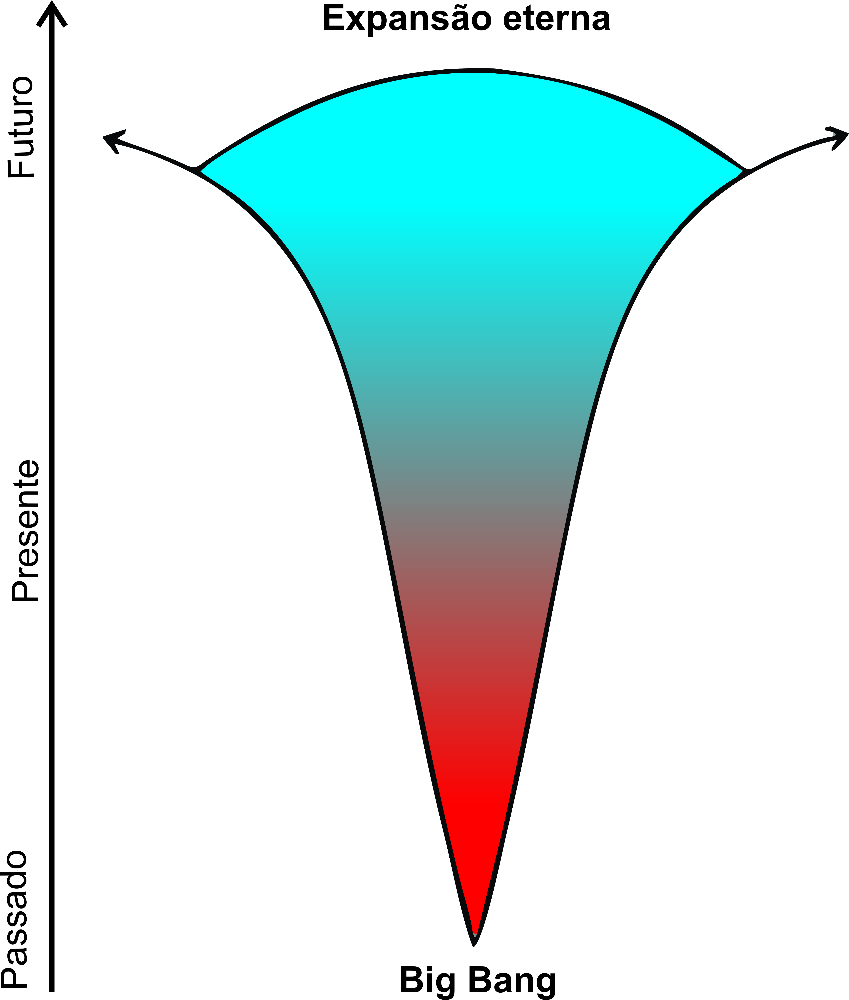 Expansão eterna
Futuro
Presente
Passado
Big Bang